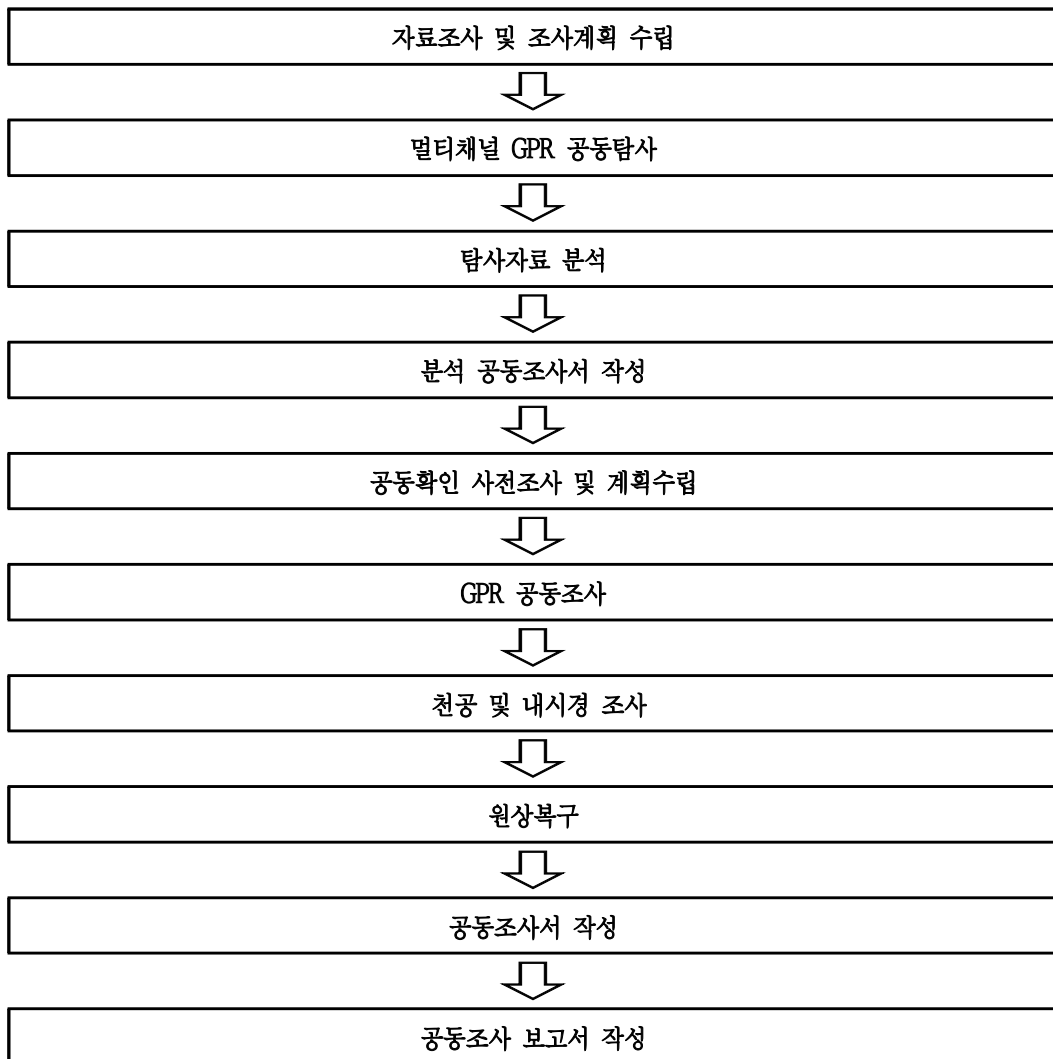 자료조사 및 조사계획 수립
멀티채널 GPR 공동탐사
탐사자료 분석
분석 공동조사서 작성
공동확인 사전조사 및 계획수립
GPR 공동조사
천공 및 내시경 조사
원상복구
공동조사서 작성
공동조사 보고서 작성